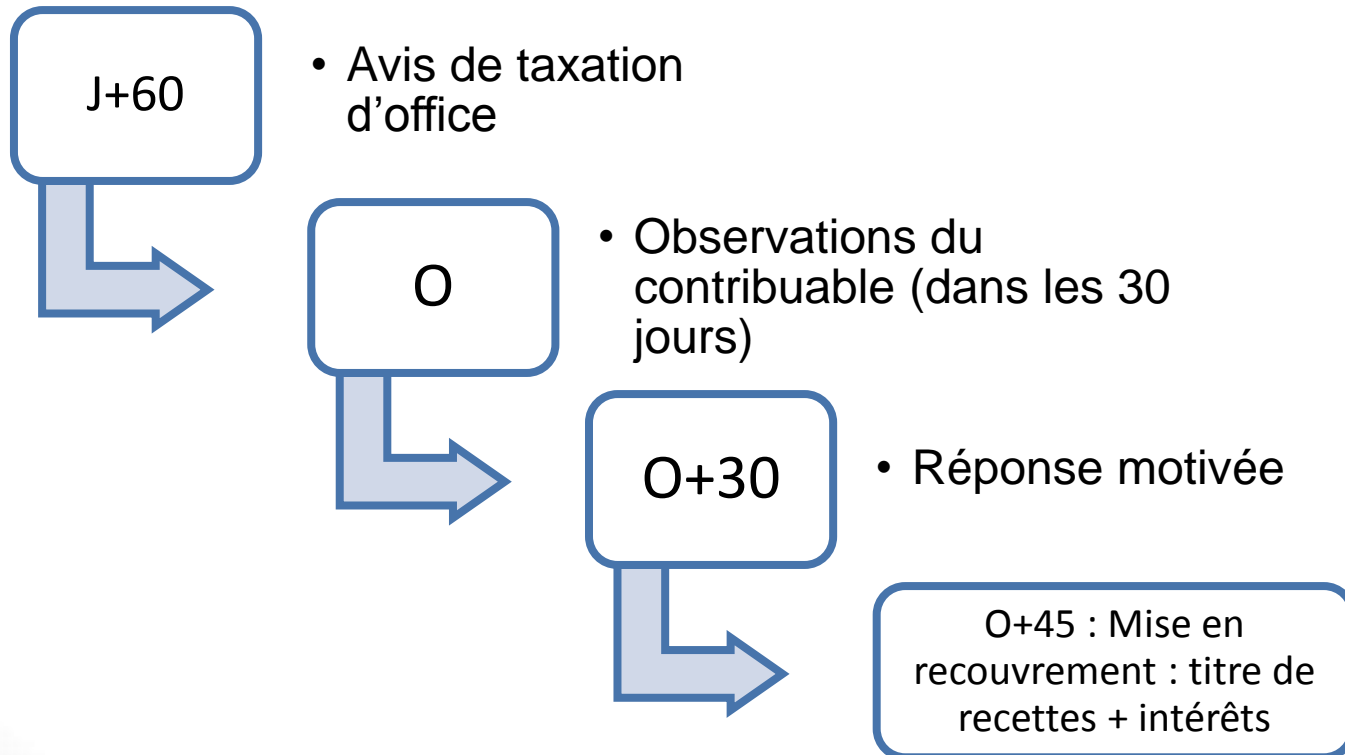 J+60
• Avis de taxation
d’office
O
• Observations du
contribuable (dans les 30
jours)
O+30
• Réponse motivée
O+45 : Mise en
recouvrement : titre de
recettes + intérêts